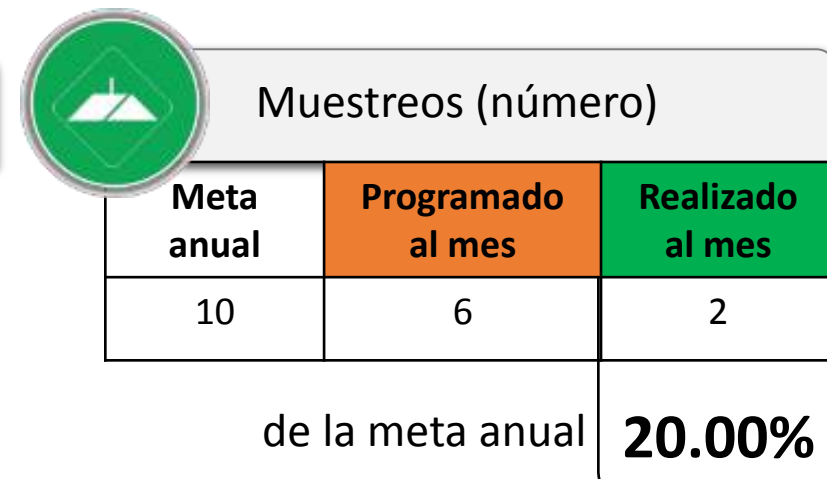 Muestreos (número)
Meta anual Programado al mes Realizado al mes
10 6 2
de la meta anual 20.00%